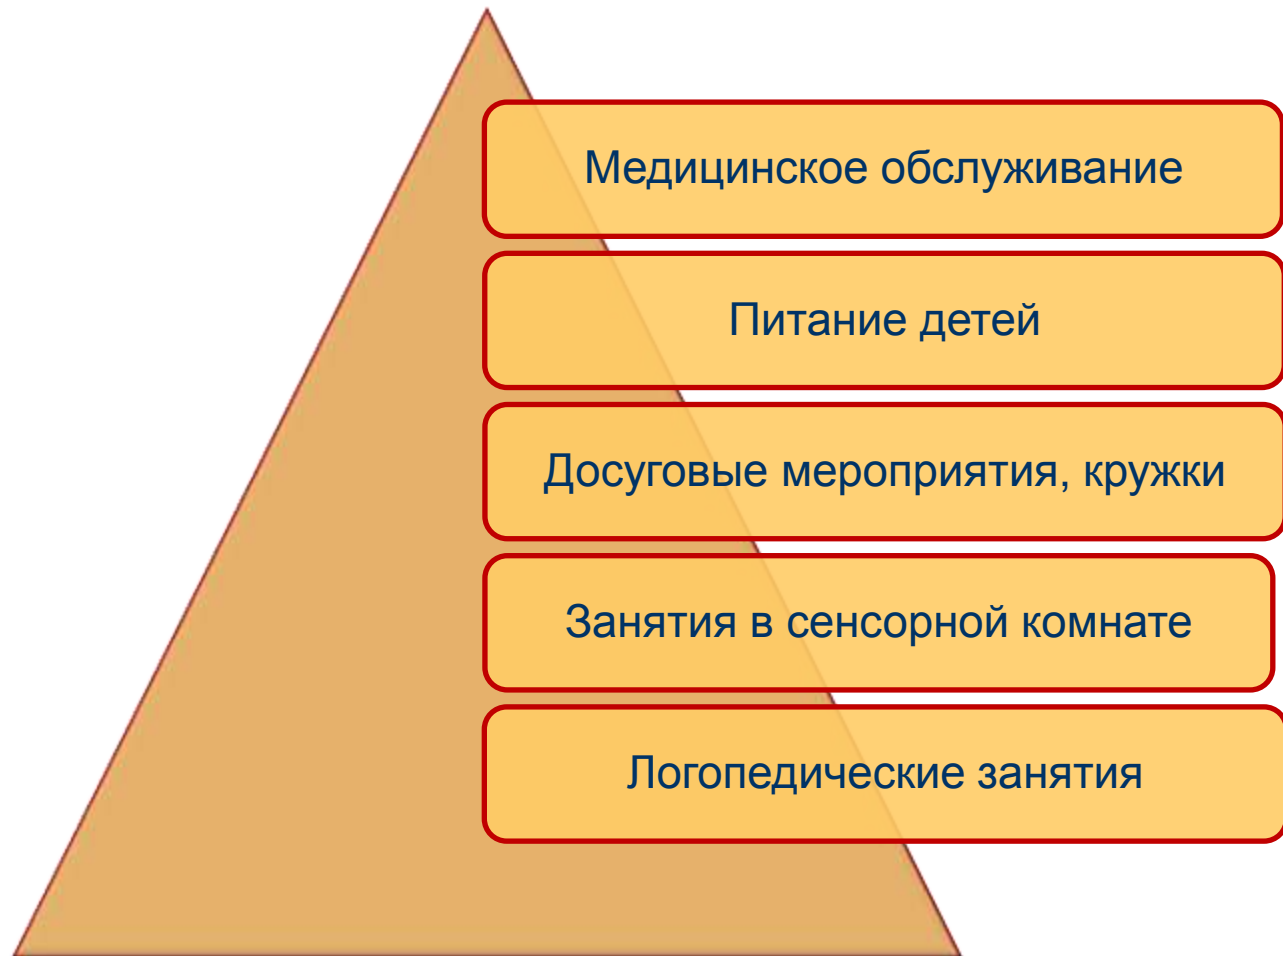 Медицинское обслуживание
Питание детей
Досуговые мероприятия, кружки
Занятия в сенсорной комнате
Логопедические занятия